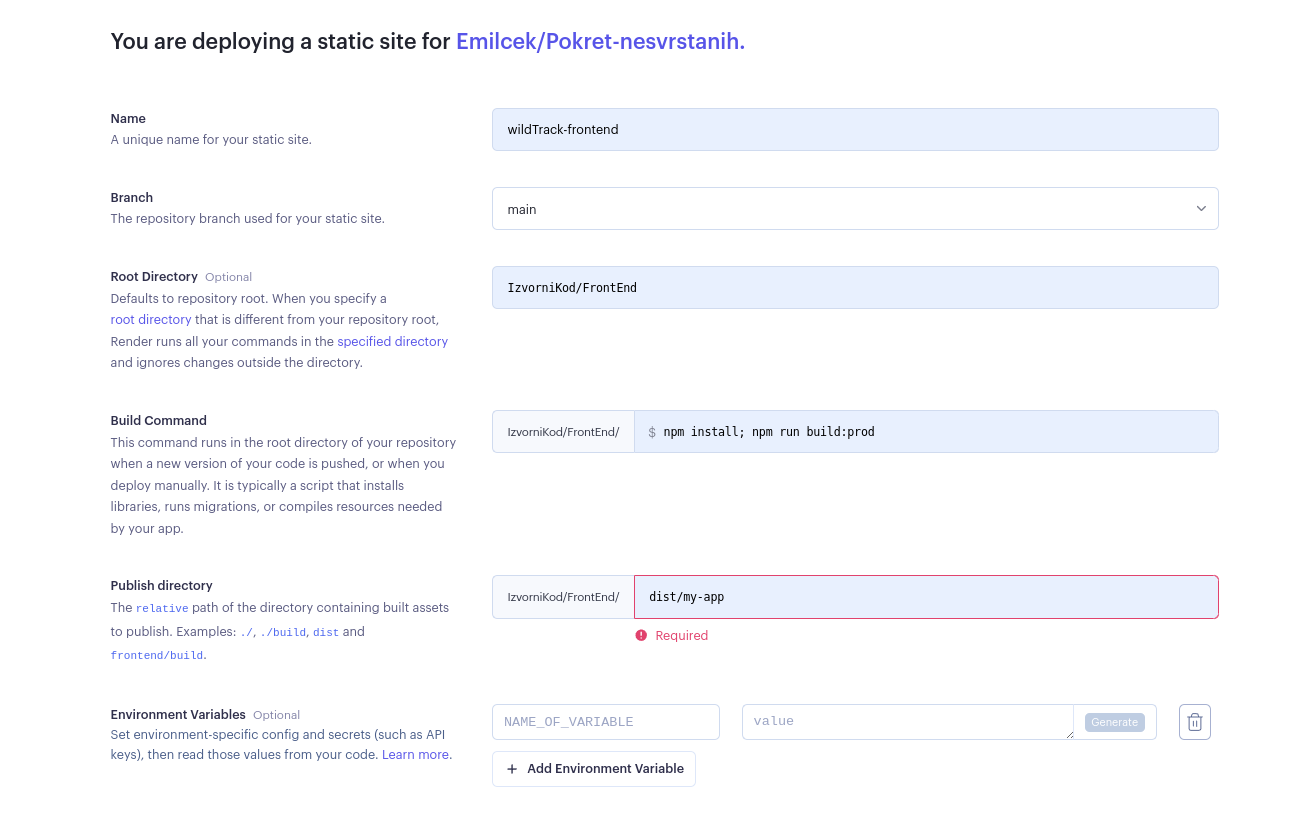 You are deploying a static site for Emilcek/Pokret-nesvrstanih.
Name
A unique name for your static site.
wildTrack-frontend
Branch
The repository branch used for your static site.
main
Root Directory Optional
Defaults to repository root. When you specify a
root directory that is different from your repository root,
Render runs all your commands in the specified directory
and ignores changes outside the directory.
IzvorniKod/FrontEnd
Build Command
This command runs in the root directory of your repository
when a new version of your code is pushed, or when you
deploy manually. It is typically a script that installs
libraries, runs migrations, or compiles resources needed
by your app.
IzvorniKod/FrontEnd/ $ npm install; npm run build:prod
Publish directory
The relative path of the directory containing built assets
to publish. Examples: ./, ./build, dist and
frontend/build.
IzvorniKod/FrontEnd/ dist/my-app
Required
Environment Variables Optional
Set environment-specific config and secrets (such as API
keys), then read those values from your code. Learn more.
NAME_OF_VARIABLE value Generate
+ Add Environment Variable